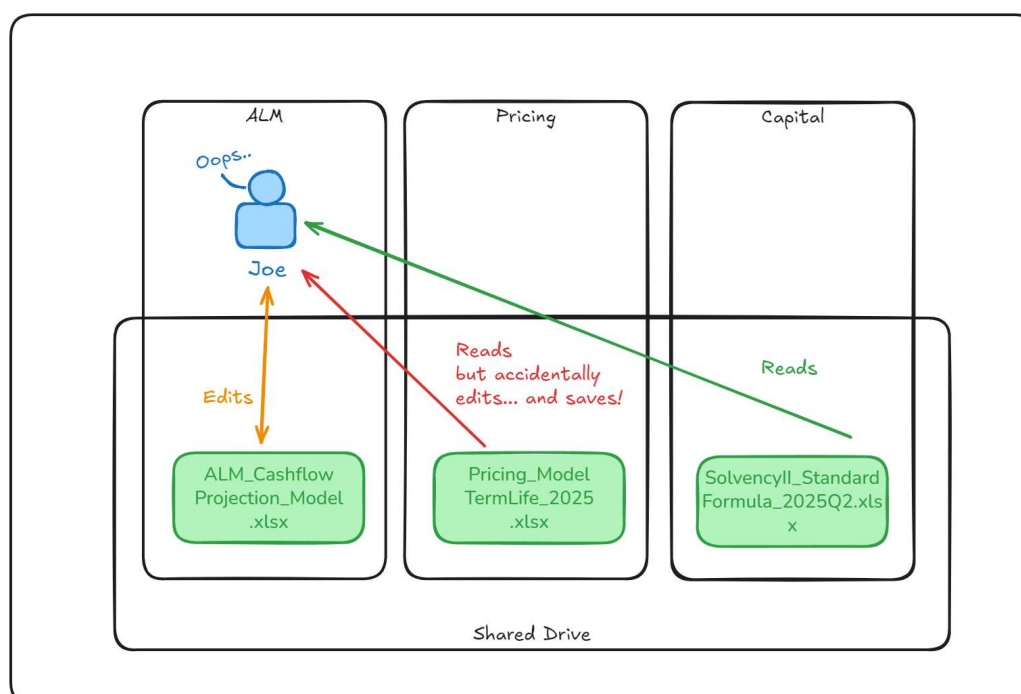 ALM
Pricing
Capital
Oops..
Joe
Reads
but accidentally
edits... and saves!
Reads
Edits
ALM_Cashflow
Projection_Model
.xlsx
Pricing_Model
TermLife_2025
.xlsx
SolvencyII_Standard
Formula_2025Q2.xls
x
Shared Drive